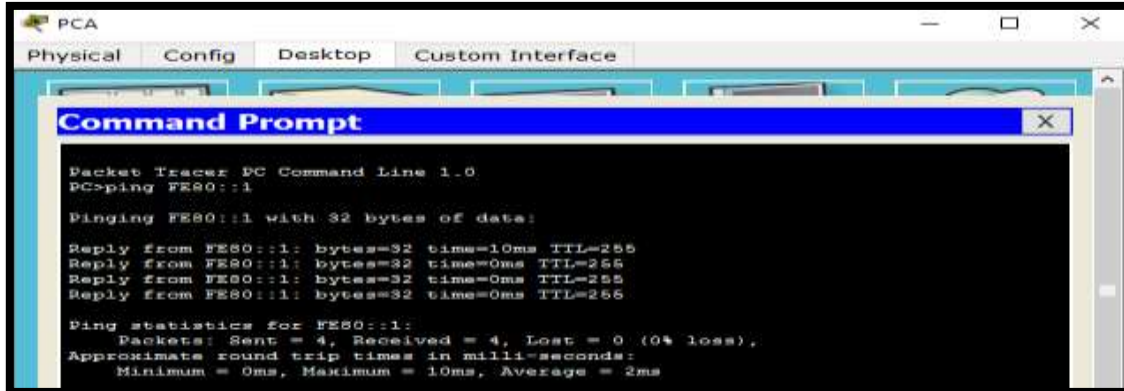 PCA
Physical Config Desktop Custom Interface
Command Prompt
Packet Tracer PC Command Line 1.0
PC>ping FE80::1
Pinging FE80::1 with 32 bytes of data:
Reply from FE80::1: bytes=32 time=10ms TTL=255
Reply from FE80::1: bytes=32 time=0ms TTL=255
Reply from FE80::1: bytes=32 time=0ms TTL=255
Reply from FE80::1: bytes=32 time=0ms TTL=255
Ping statistics for FE80::1:
Packets: Sent = 4, Received = 4, Lost = 0 (0% loss),
Approximate round trip times in milli-seconds:
Minimum = 0ms, Maximum = 10ms, Average = 2ms